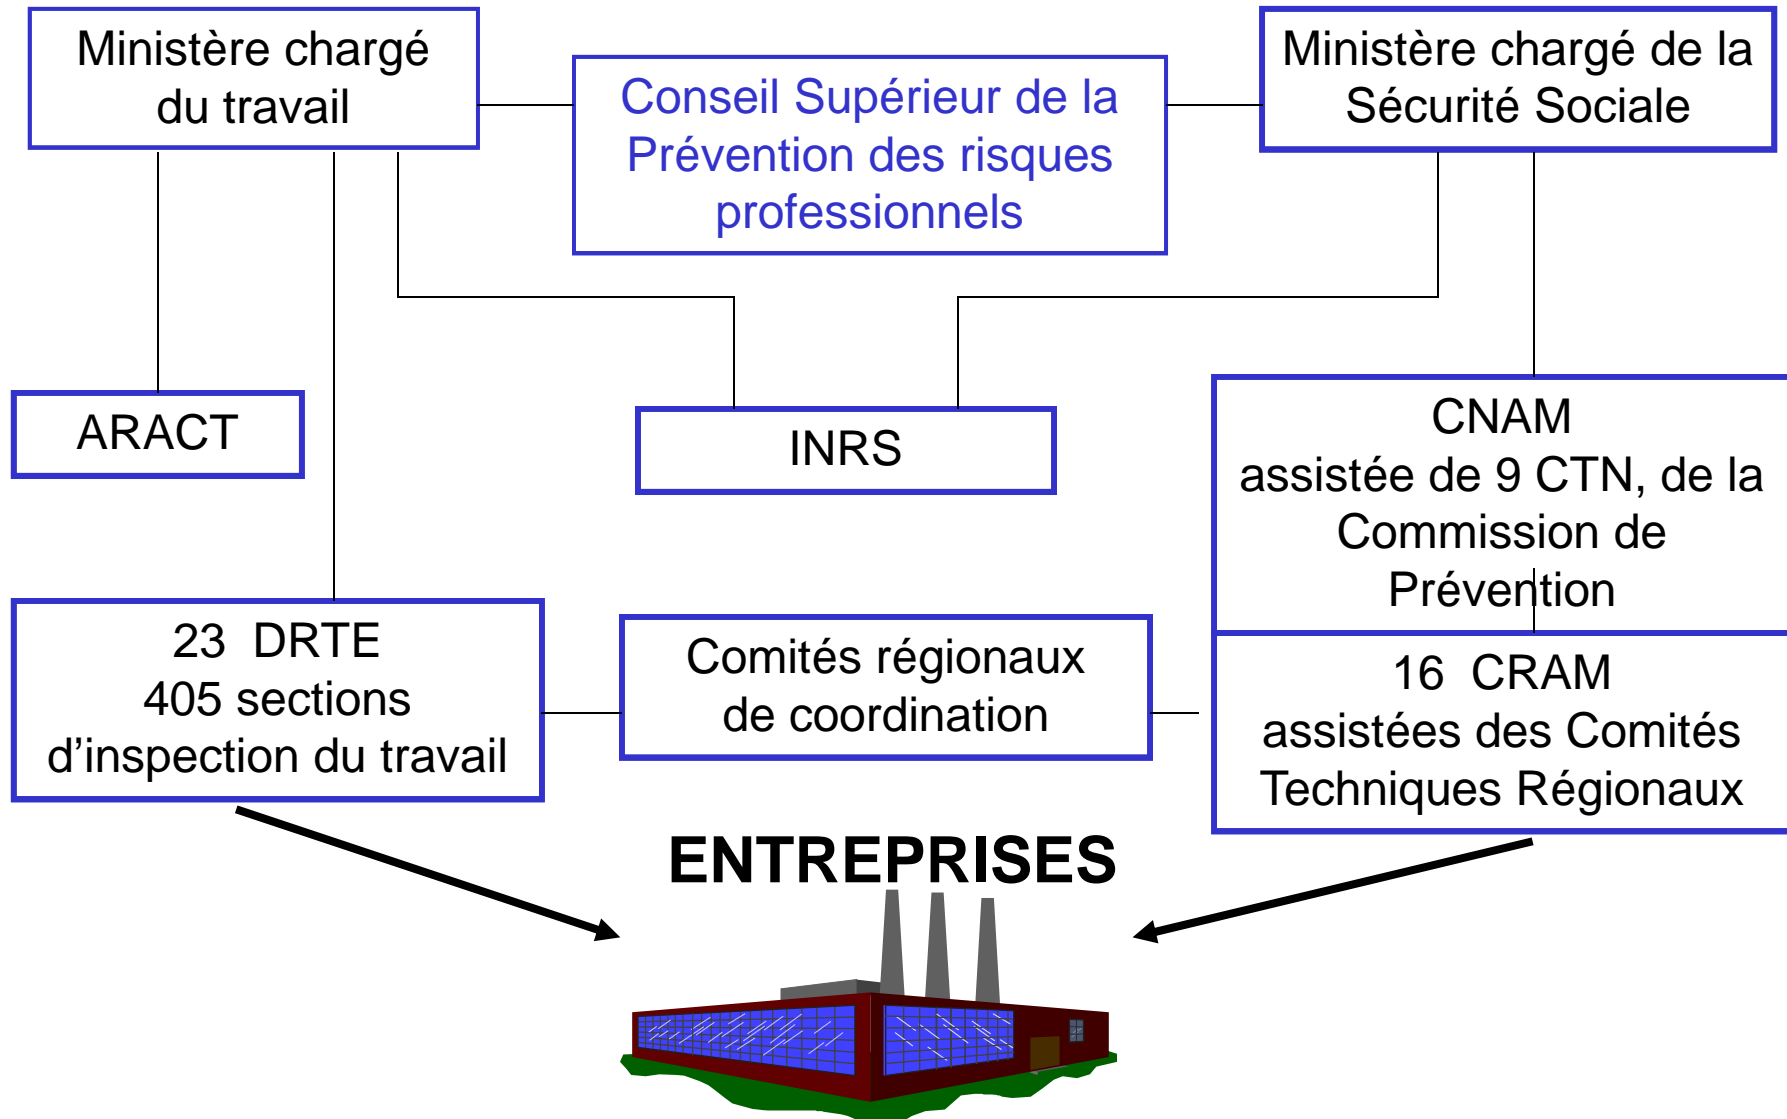 Ministère chargé
du travail
Conseil Supérieur de la
Prévention des risques
professionnels
Ministère chargé de la
Sécurité Sociale
ARACT
INRS
CNAM
assistée de 9 CTN, de la
Commission de
Prévention
23 DRTE
405 sections
d’inspection du travail
Comités régionaux
de coordination
16 CRAM
assistées des Comités
Techniques Régionaux
ENTREPRISES